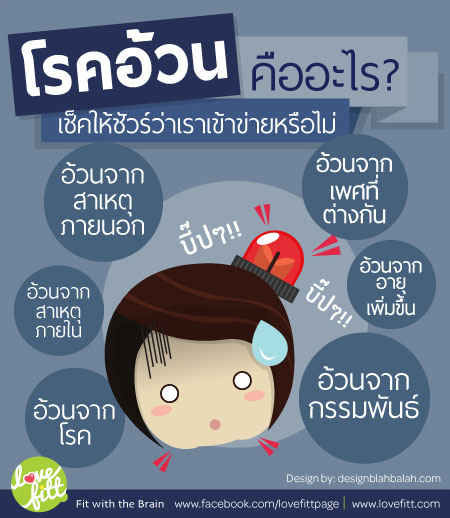 โรคอ้วน คืออะไร?
เช็คให้ชัวร์ว่าเราเข้าข่ายหรือไม่
อ้วนจาก
สาเหตุ
ภายนอก
อ้วนจาก
เพศที่
ต่างกัน
บี๊ปๆ!!
บี๊ปๆ!!
อ้วนจาก
สาเหตุ
ภายใน
อ้วนจาก
อายุ
เพิ่มขึ้น
อ้วนจาก
โรค
อ้วนจาก
กรรมพันธ์
Design by: designblahbalah.com
love
fitt
Fit with the Brain www.facebook.com/lovefittpage | www.lovefitt.com